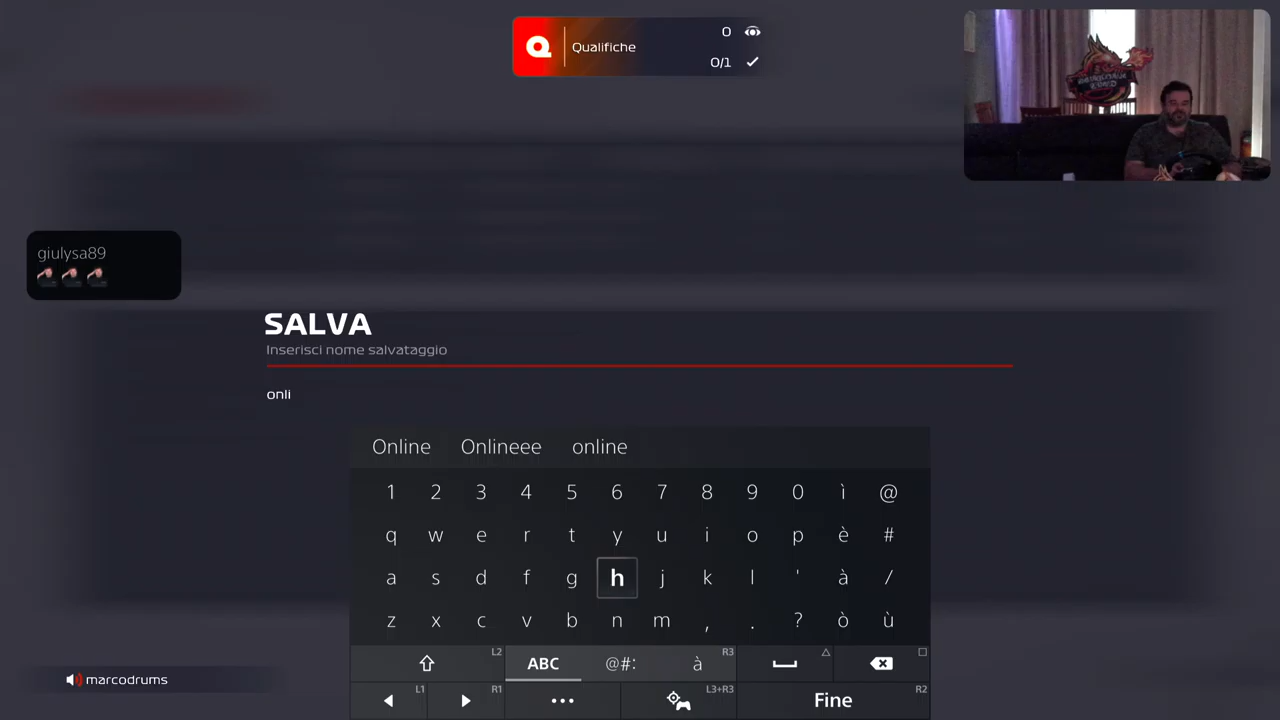 Qualifiche
0
0/1
giulysa89
SALVA
Inserisci nome salvataggio
onli
Online Onlineee online
1 2 3 4 5 6 7 8 9 0 ì @
q w e r t y u i o p è #
a s d f g h j k l ' à /
z x c v b n m , . ? ò ù
L2 ABC @#: à R3
L1 R1 ... L3+R3 Fine R2
marcodrums